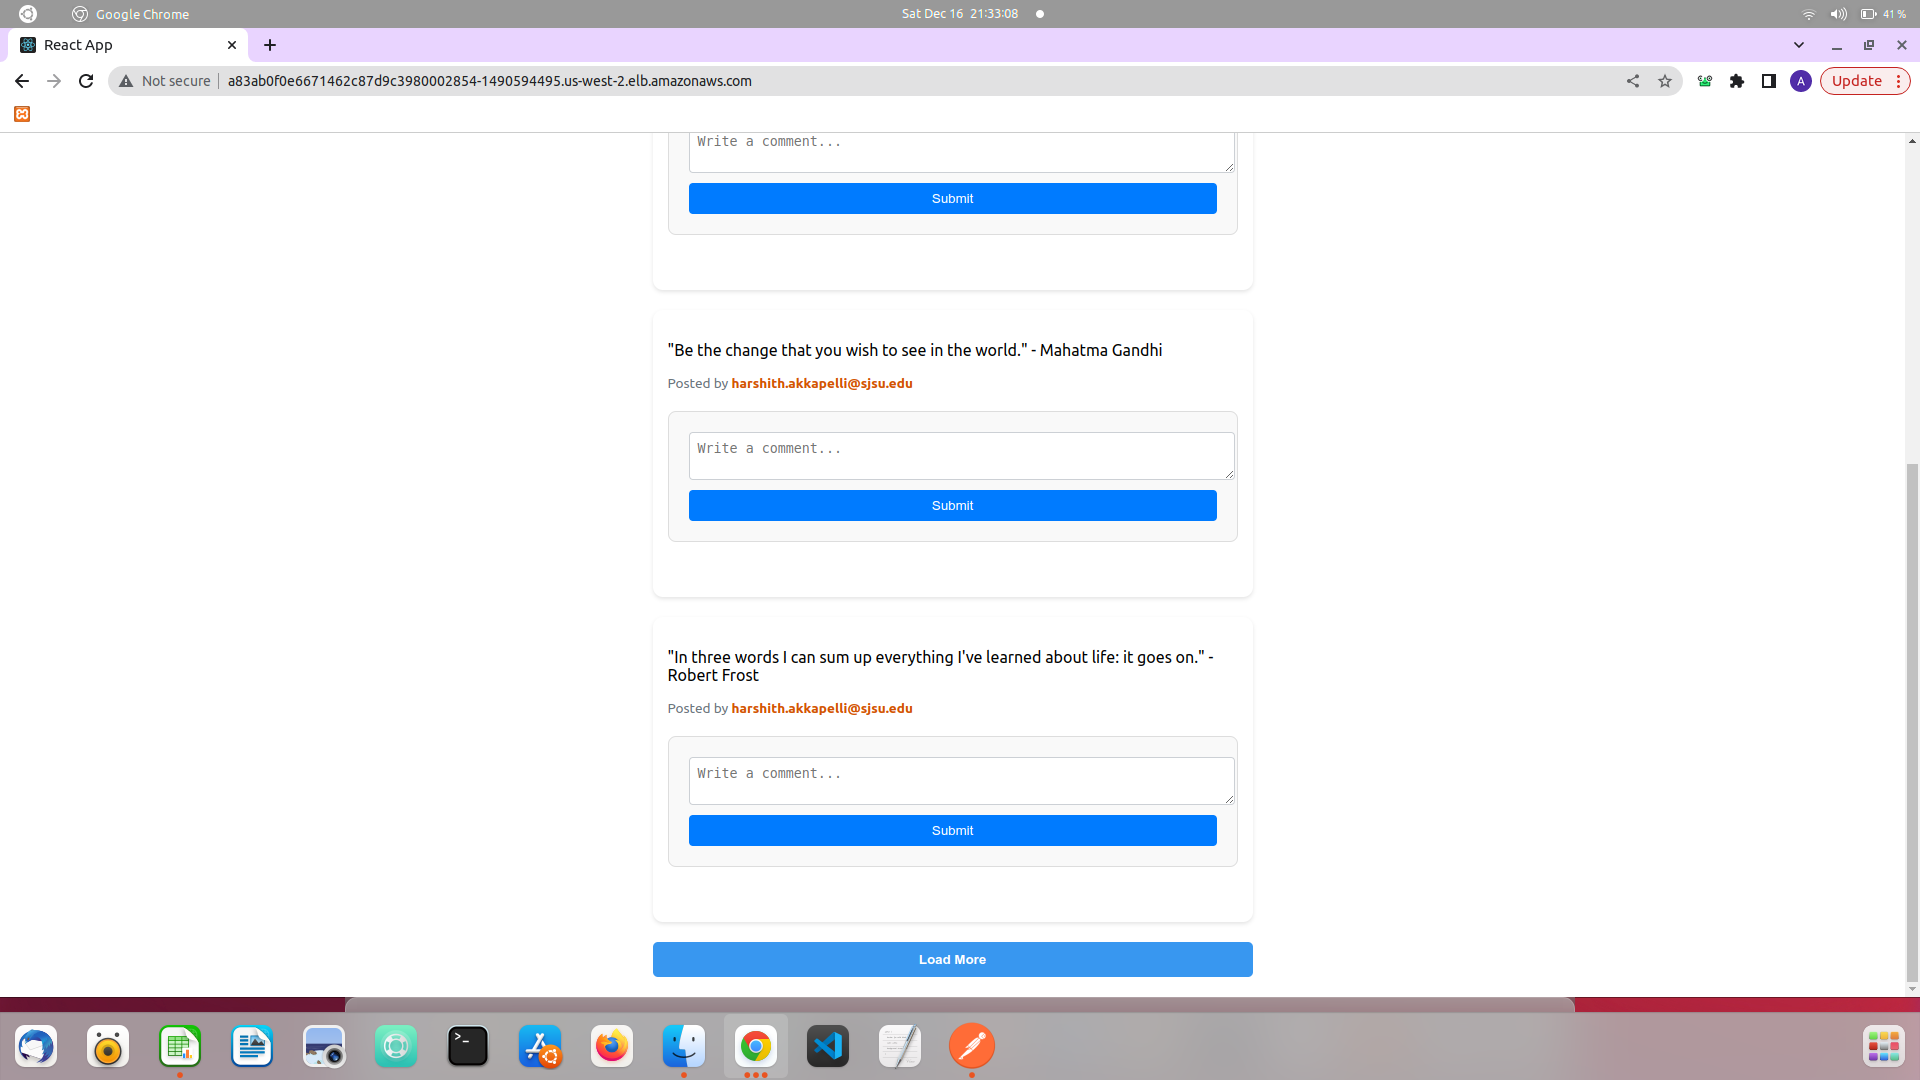 Google Chrome
Sat Dec 16 21:33:08
41 %
React App
Not secure
a83ab0f0e6671462c87d9c3980002854-1490594495.us-west-2.elb.amazonaws.com
A
Update
Write a comment...
Submit
"Be the change that you wish to see in the world." - Mahatma Gandhi
Posted by harshith.akkapelli@sjsu.edu
Write a comment...
Submit
"In three words I can sum up everything I've learned about life: it goes on." -
Robert Frost
Posted by harshith.akkapelli@sjsu.edu
Write a comment...
Submit
Load More